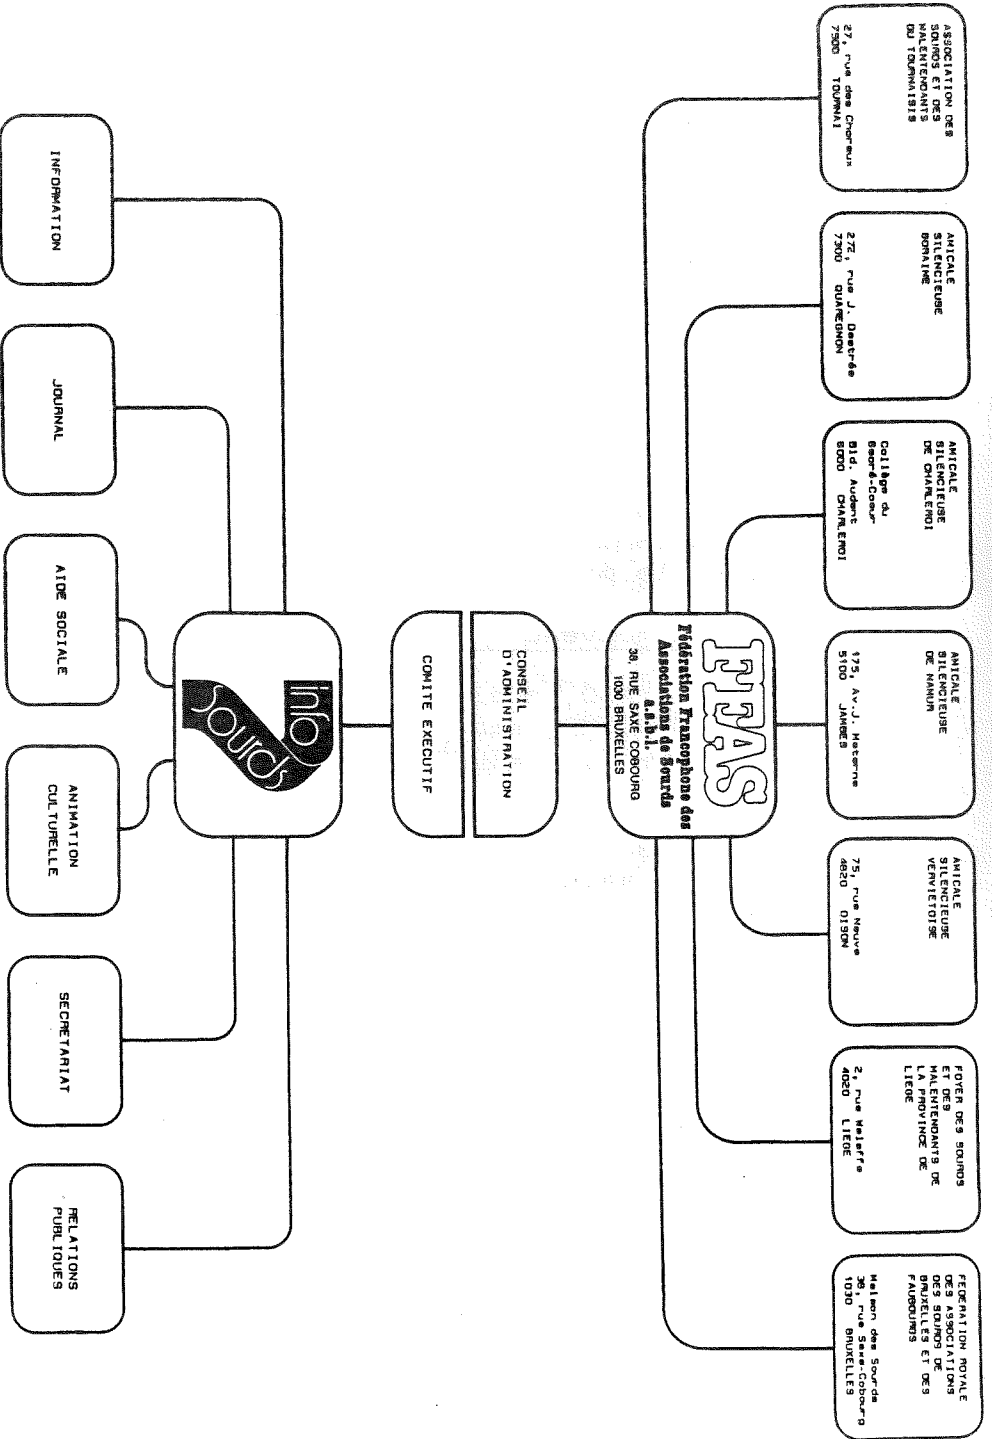 ASSOCIATION DES
SOURDS ET DES
MALENTENDANTS
DU TOURNAISIS
27, rue des Choraux
7500 TOURNAI
AMICALE
SILENCIEUSE
BORAINE
272, rue J. Destrée
7300 QUAREGNON
AMICALE
SILENCIEUSE
DE CHARLEROI
Collège du
Sacré-Coeur
Bld. Audent
6000 CHARLEROI
AMICALE
SILENCIEUSE
DE NAMUR
175, Av. J. Materne
5100 JAMBES
AMICALE
SILENCIEUSE
VERVIETOISE
75, rue Neuve
4820 DISON
FOYER DES SOURDS
ET DES
MALENTENDANTS DE
LA PROVINCE DE
LIEGE
2, rue Waleffe
4020 LIEGE
FEDERATION ROYALE
DES ASSOCIATIONS
DES SOURDS DE
BRUXELLES ET DES
FAUBOURGS
Maison des Sourds
38, rue Saxe-Cobourg
1030 BRUXELLES
FFAS
Fédération Francophone des
Associations de Sourds
a.s.b.l.
38, RUE SAXE COBOURG
1030 BRUXELLES
CONSEIL
D'ADMINISTRATION
COMITE EXECUTIF
info
Sourds
INFORMATION
JOURNAL
AIDE SOCIALE
ANIMATION
CULTURELLE
SECRETARIAT
RELATIONS
PUBLIQUES